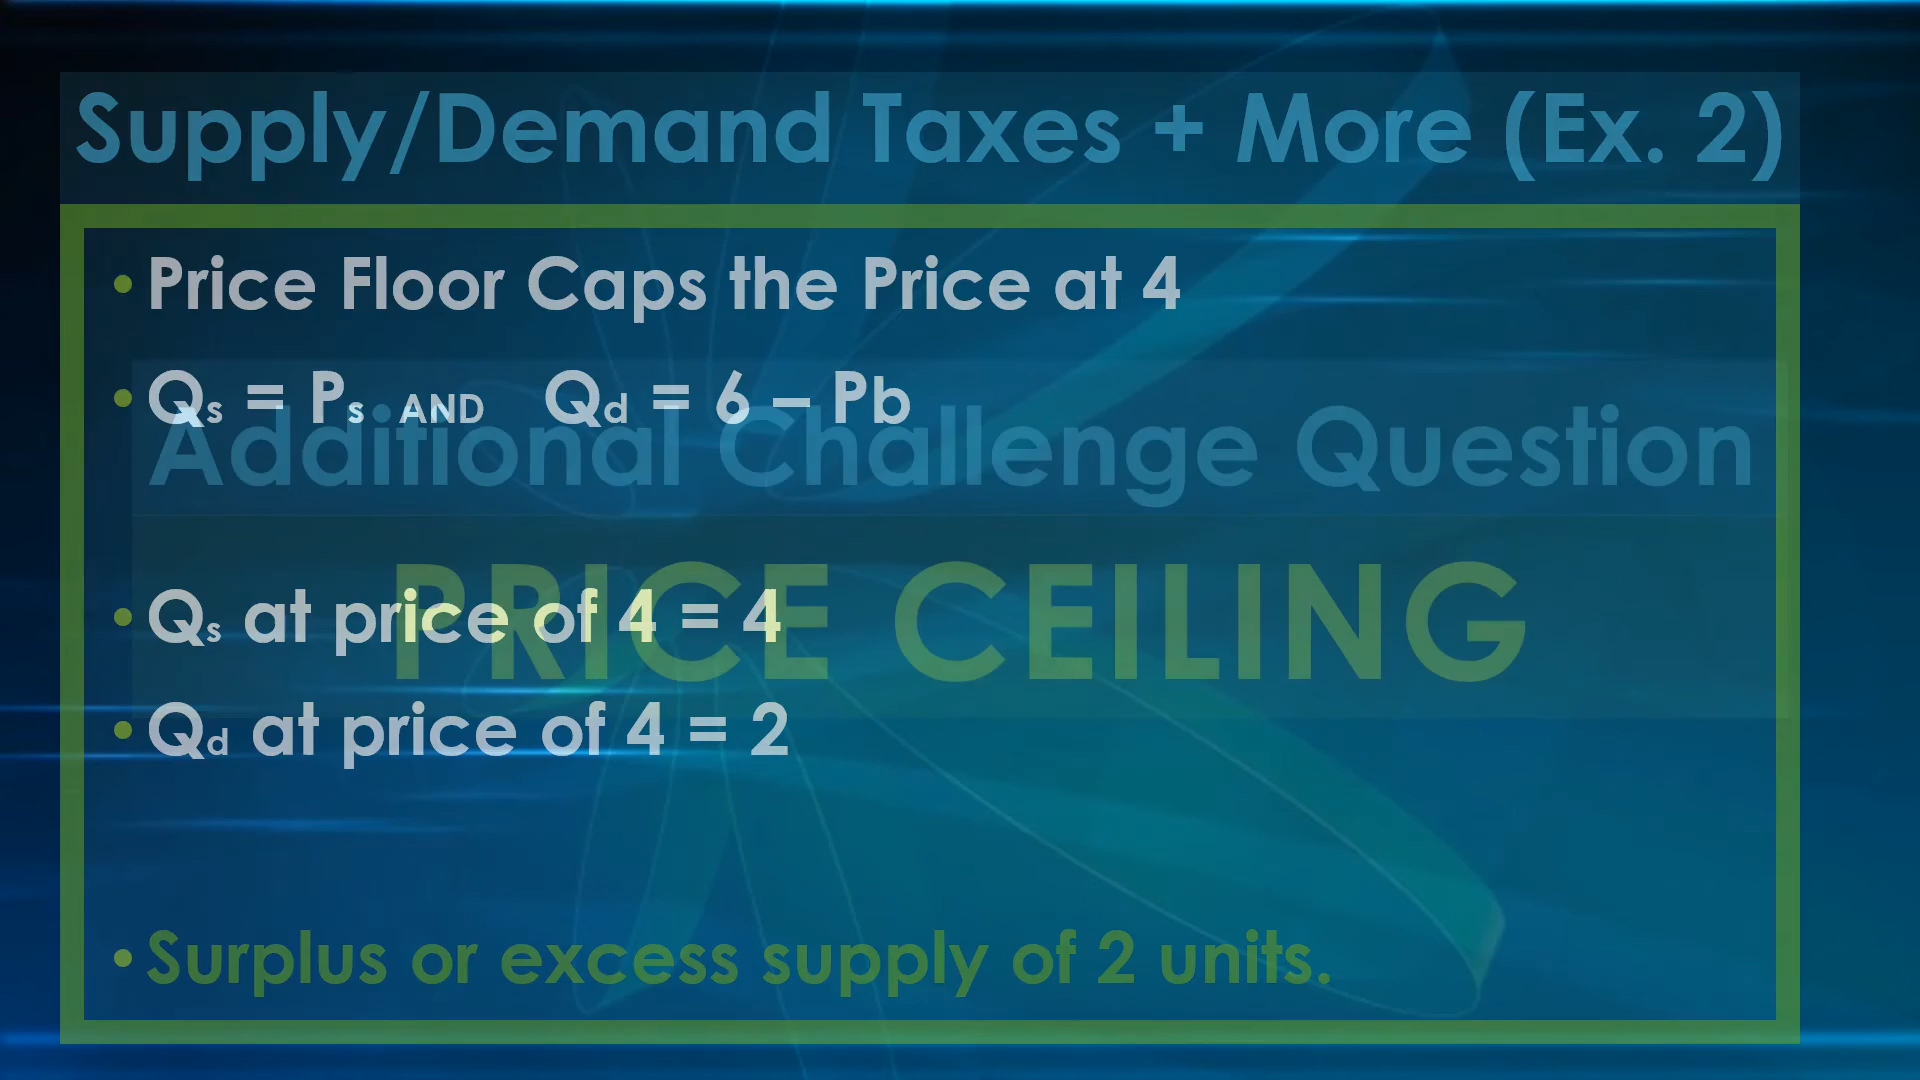 Supply/Demand Taxes + More (Ex. 2)
• Price Floor Caps the Price at 4
• Qs = Ps AND Qd = 6 – Pb
Additional Challenge Question
PRICE CEILING
• Qs at price of 4 = 4
• Qd at price of 4 = 2
• Surplus or excess supply of 2 units.